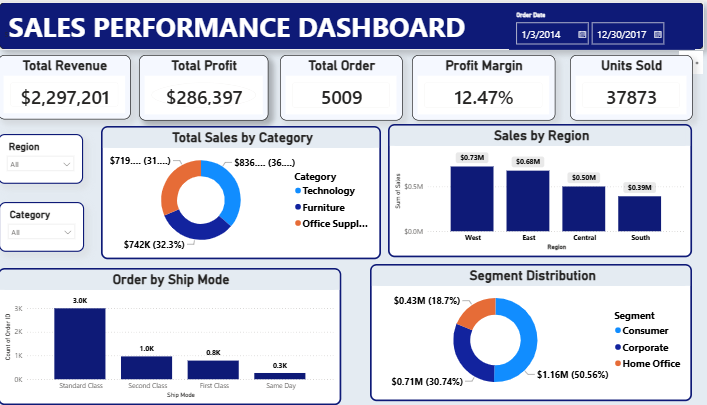 SALES PERFORMANCE DASHBOARD
Order Date
1/3/2014
12/30/2017
Total Revenue
$2,297,201
Total Profit
$286,397
Total Order
5009
Profit Margin
12.47%
Units Sold
37873
Region
All
Category
All
Total Sales by Category
$719.... (31....)
$836.... (36....)
$742K (32.3%)
Category
Technology
Furniture
Office Suppl...
Sales by Region
Sum of Sales
$0.5M
$0.0M
$0.73M
$0.68M
$0.50M
$0.39M
West
East
Central
South
Region
Order by Ship Mode
Count of Order ID
3K
2K
1K
0K
3.0K
1.0K
0.8K
0.3K
Standard Class
Second Class
First Class
Same Day
Ship Mode
Segment Distribution
$0.43M (18.7%)
$0.71M (30.74%)
$1.16M (50.56%)
Segment
Consumer
Corporate
Home Office